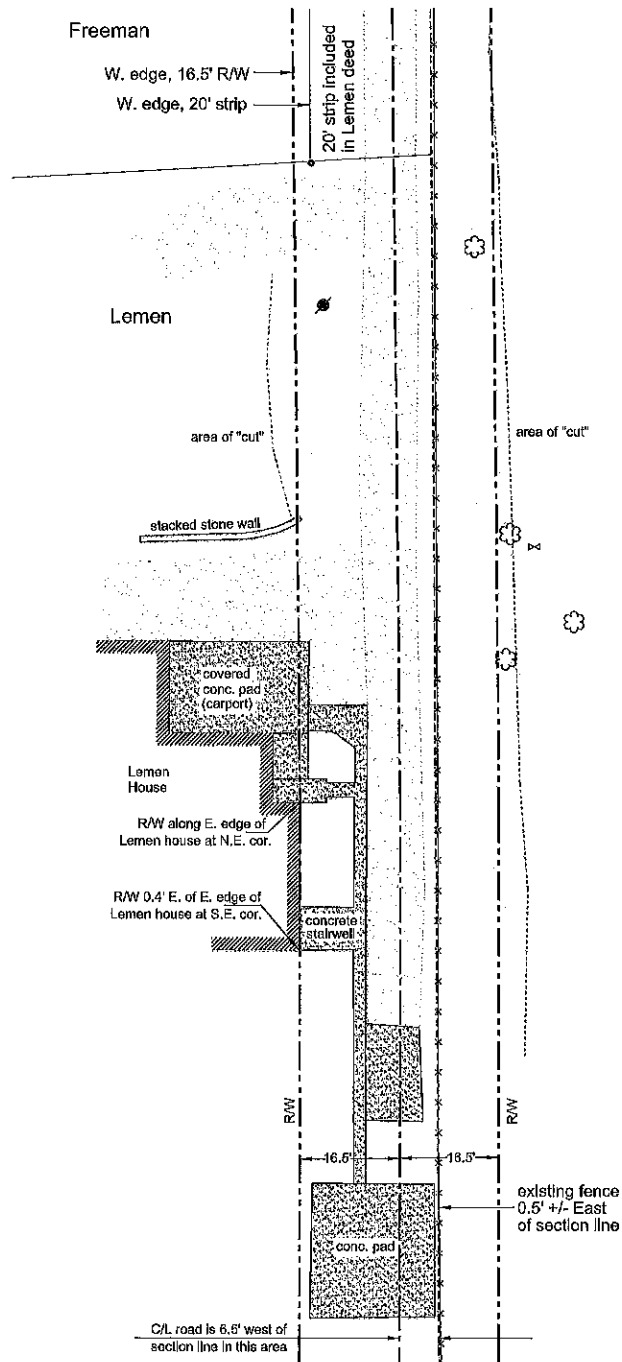 Freeman
W. edge, 16.5' R/W
W. edge, 20' strip
20' strip included
in Lemen deed
Lemen
area of "cut"
area of "cut"
stacked stone wall
covered
conc. pad
(carport)
Lemen
House
R/W along E. edge of
Lemen house at N.E. cor.
R/W 0.4' E. of E. edge of
Lemen house at S.E. cor.
concrete
stairwell
R/W
R/W
16.5'
16.5'
existing fence
0.5' +/- East
of section line
conc. pad
C/L road is 6.5' west of
section line in this area